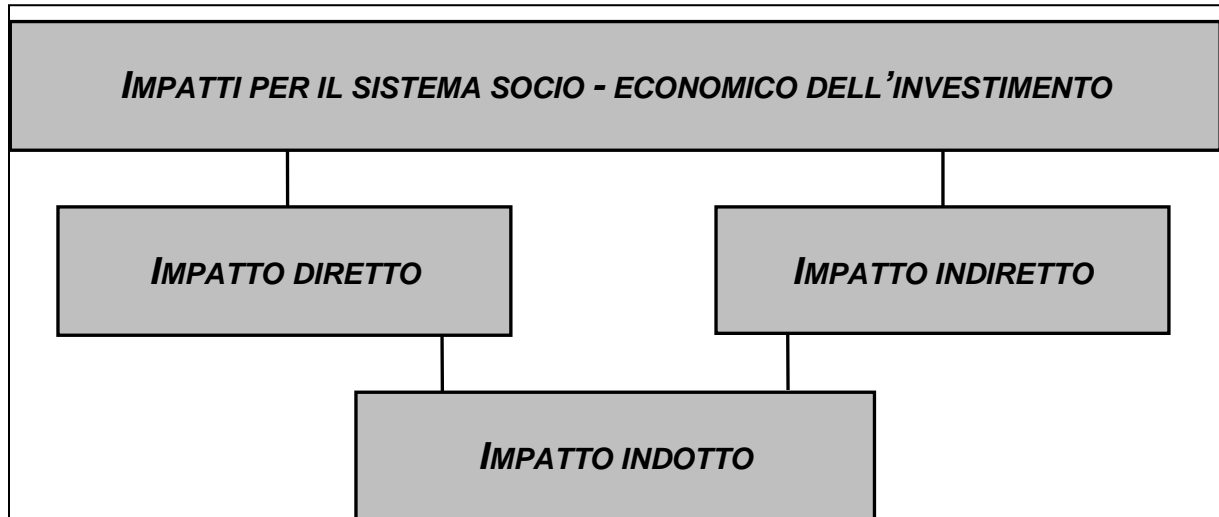 IMPATTI PER IL SISTEMA SOCIO - ECONOMICO DELL’INVESTIMENTO
IMPATTO DIRETTO
IMPATTO INDIRETTO
IMPATTO INDOTTO